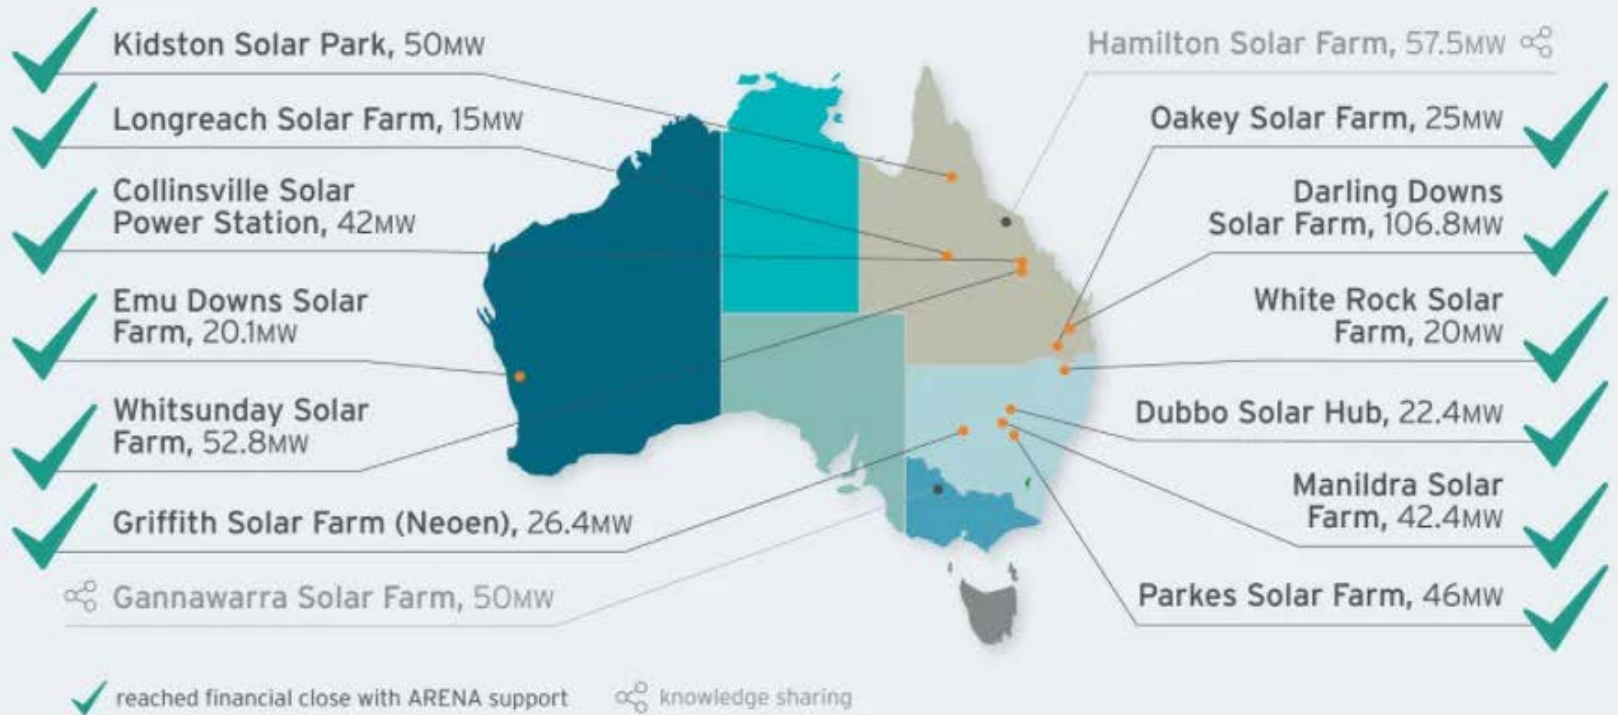 Kidston Solar Park, 50MW
Longreach Solar Farm, 15MW
Collinsville Solar
Power Station, 42MW
Emu Downs Solar
Farm, 20.1MW
Whitsunday Solar
Farm, 52.8MW
Griffith Solar Farm (Neoen), 26.4MW
Gannawarra Solar Farm, 50MW
Hamilton Solar Farm, 57.5MW
Oakey Solar Farm, 25MW
Darling Downs
Solar Farm, 106.8MW
White Rock Solar
Farm, 20MW
Dubbo Solar Hub, 22.4MW
Manildra Solar
Farm, 42.4MW
Parkes Solar Farm, 46MW
reached financial close with ARENA support
knowledge sharing